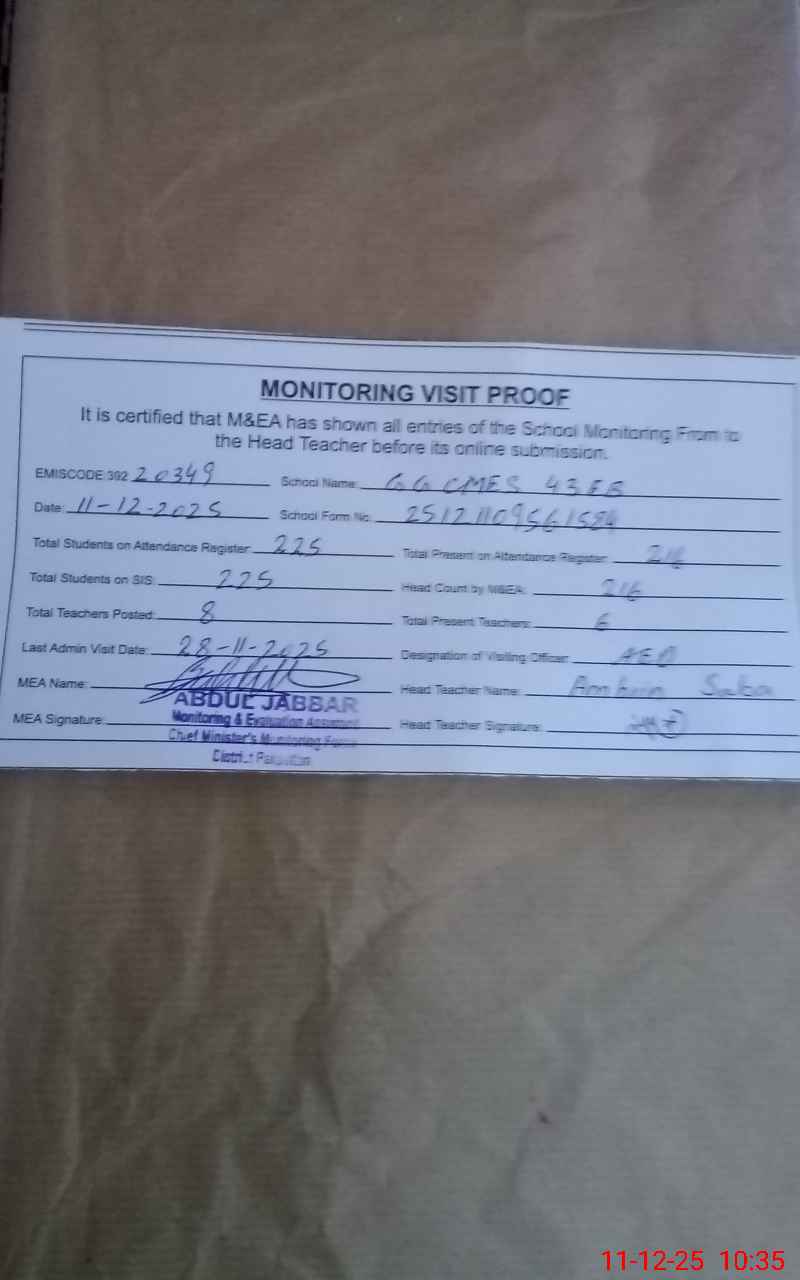 MONITORING VISIT PROOF
It is certified that M&EA has shown all entries of the School Monitoring From to
the Head Teacher before its online submission.
EMISCODE:392 20349 School Name: GGCMES 43EB
Date: 11-12-2025 School Form No: 
Total Students on Attendance Register: 225 Total Present on Attendance Register: 216
Total Students on SIS: 225 Head Count by M&EA: 216
Total Teachers Posted: 8 Total Present Teachers: 6
Last Admin Visit Date: 28-11-2025 Designation of Visiting Officer: AEO
MEA Name: Head Teacher Name: Saba
ABDUL JABBAR
MEA Signature: Head Teacher Signature:
Monitoring & Evaluation Assistant
Chief Minister's Monitoring Force
District
11-12-25 10:35